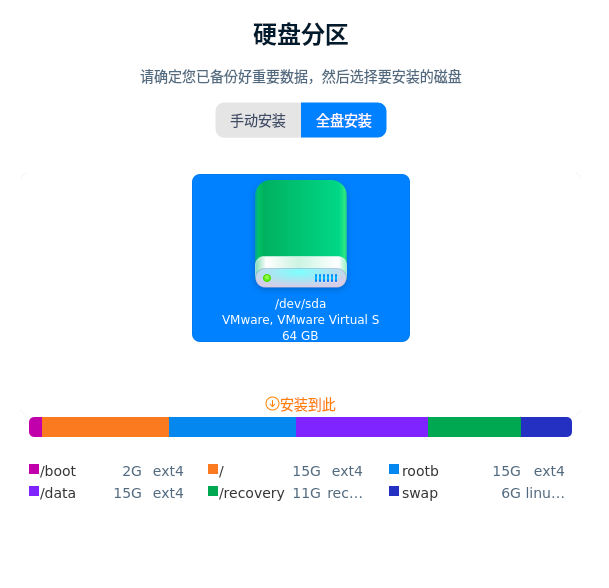 硬盘分区
请确定您已备份好重要数据，然后选择要安装的磁盘
手动安装 全盘安装
/dev/sda
VMware, VMware Virtual S
64 GB
安装到此
/boot 2G ext4 / 15G ext4 rootb 15G ext4
/data 15G ext4 /recovery 11G rec... swap 6G linu...